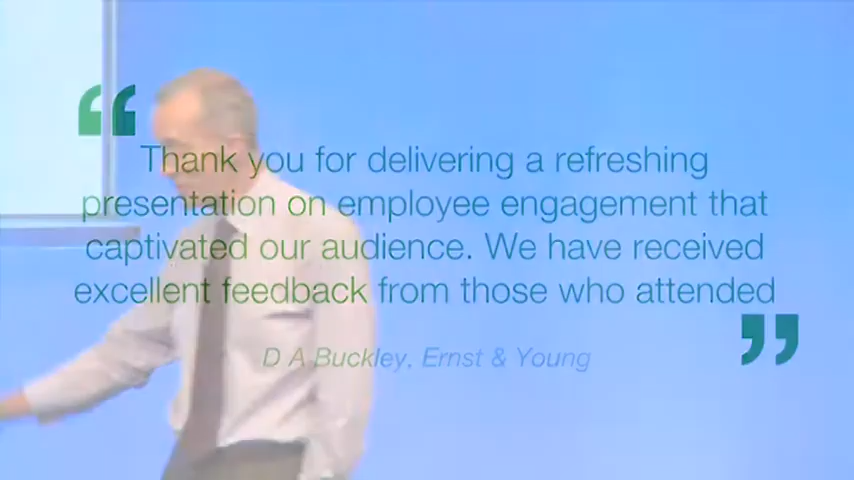 “ Thank you for delivering a refreshing
presentation on employee engagement that
captivated our audience. We have received
excellent feedback from those who attended ”
D A Buckley, Ernst & Young